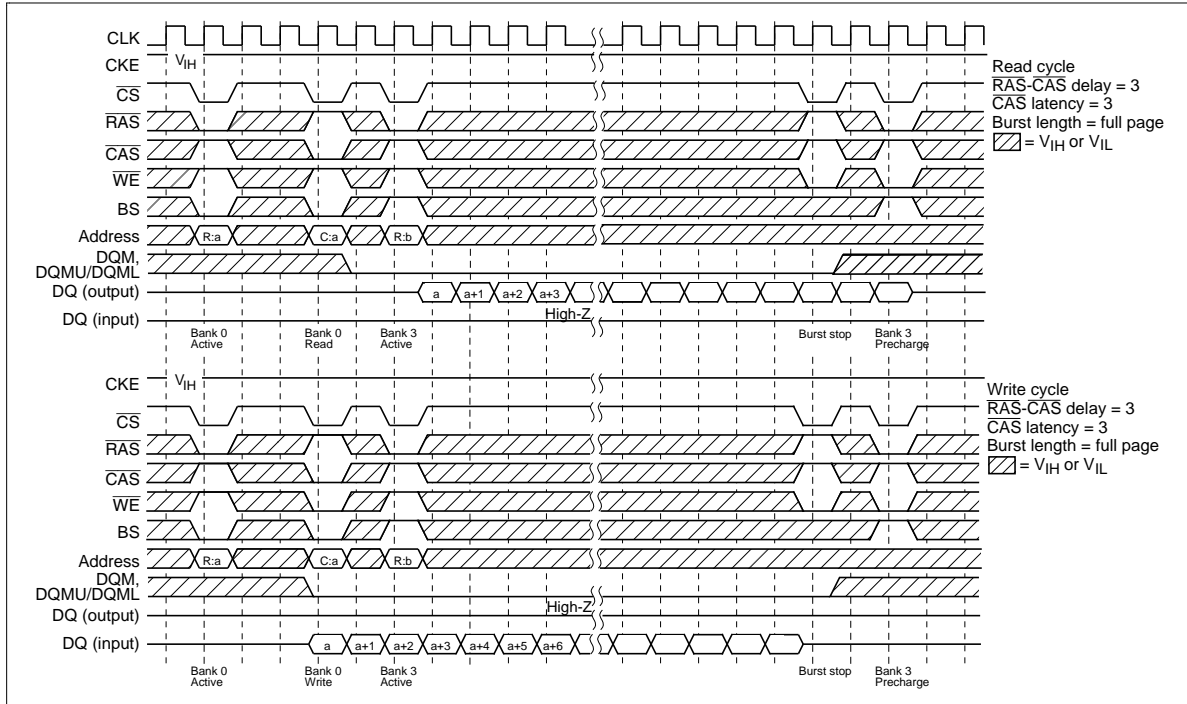 CLK
CKE
VIH
CS
RAS
CAS
WE
BS
Address
R:a
C:a
R:b
DQM,
DQMU/DQML
DQ (output)
a
a+1
a+2
a+3
High-Z
DQ (input)
Bank 0
Active
Bank 0
Read
Bank 3
Active
Burst stop
Bank 3
Precharge
Read cycle
RAS-CAS delay = 3
CAS latency = 3
Burst length = full page
= VIH or VIL
CKE
VIH
CS
RAS
CAS
WE
BS
Address
R:a
C:a
R:b
DQM,
DQMU/DQML
DQ (output)
High-Z
DQ (input)
a
a+1
a+2
a+3
a+4
a+5
a+6
Bank 0
Active
Bank 0
Write
Bank 3
Active
Burst stop
Bank 3
Precharge
Write cycle
RAS-CAS delay = 3
CAS latency = 3
Burst length = full page
= VIH or VIL